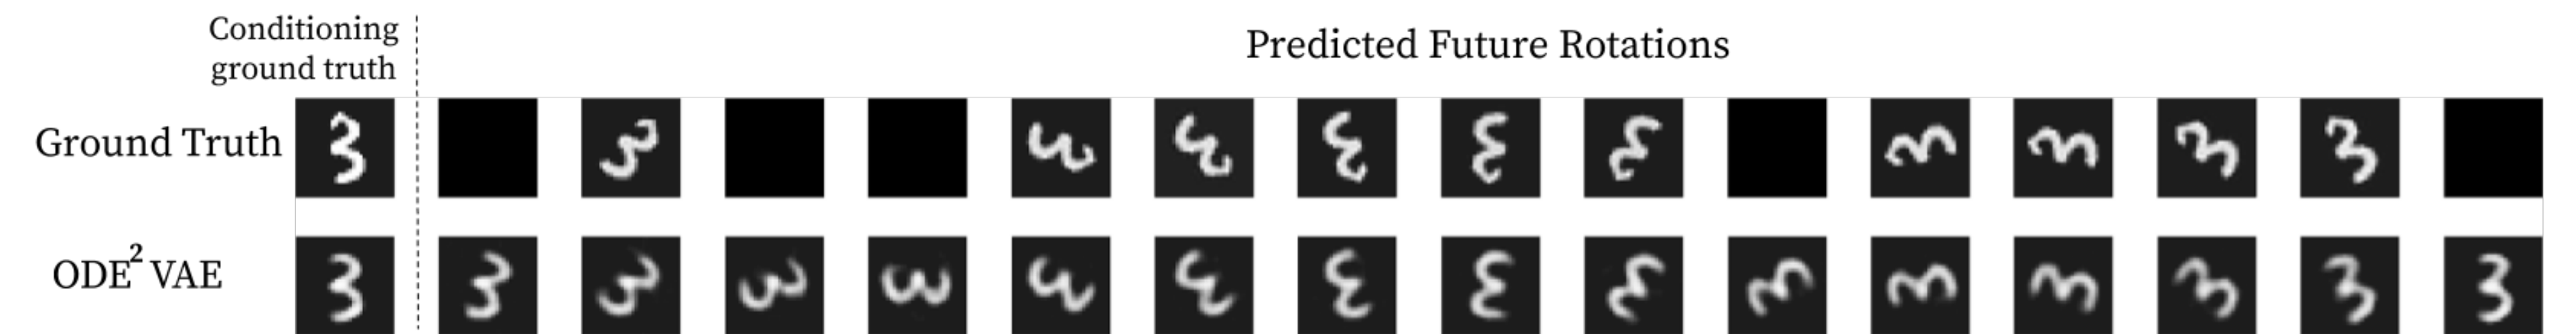 Conditioning
ground truth
Predicted Future Rotations
Ground Truth
ODE² VAE